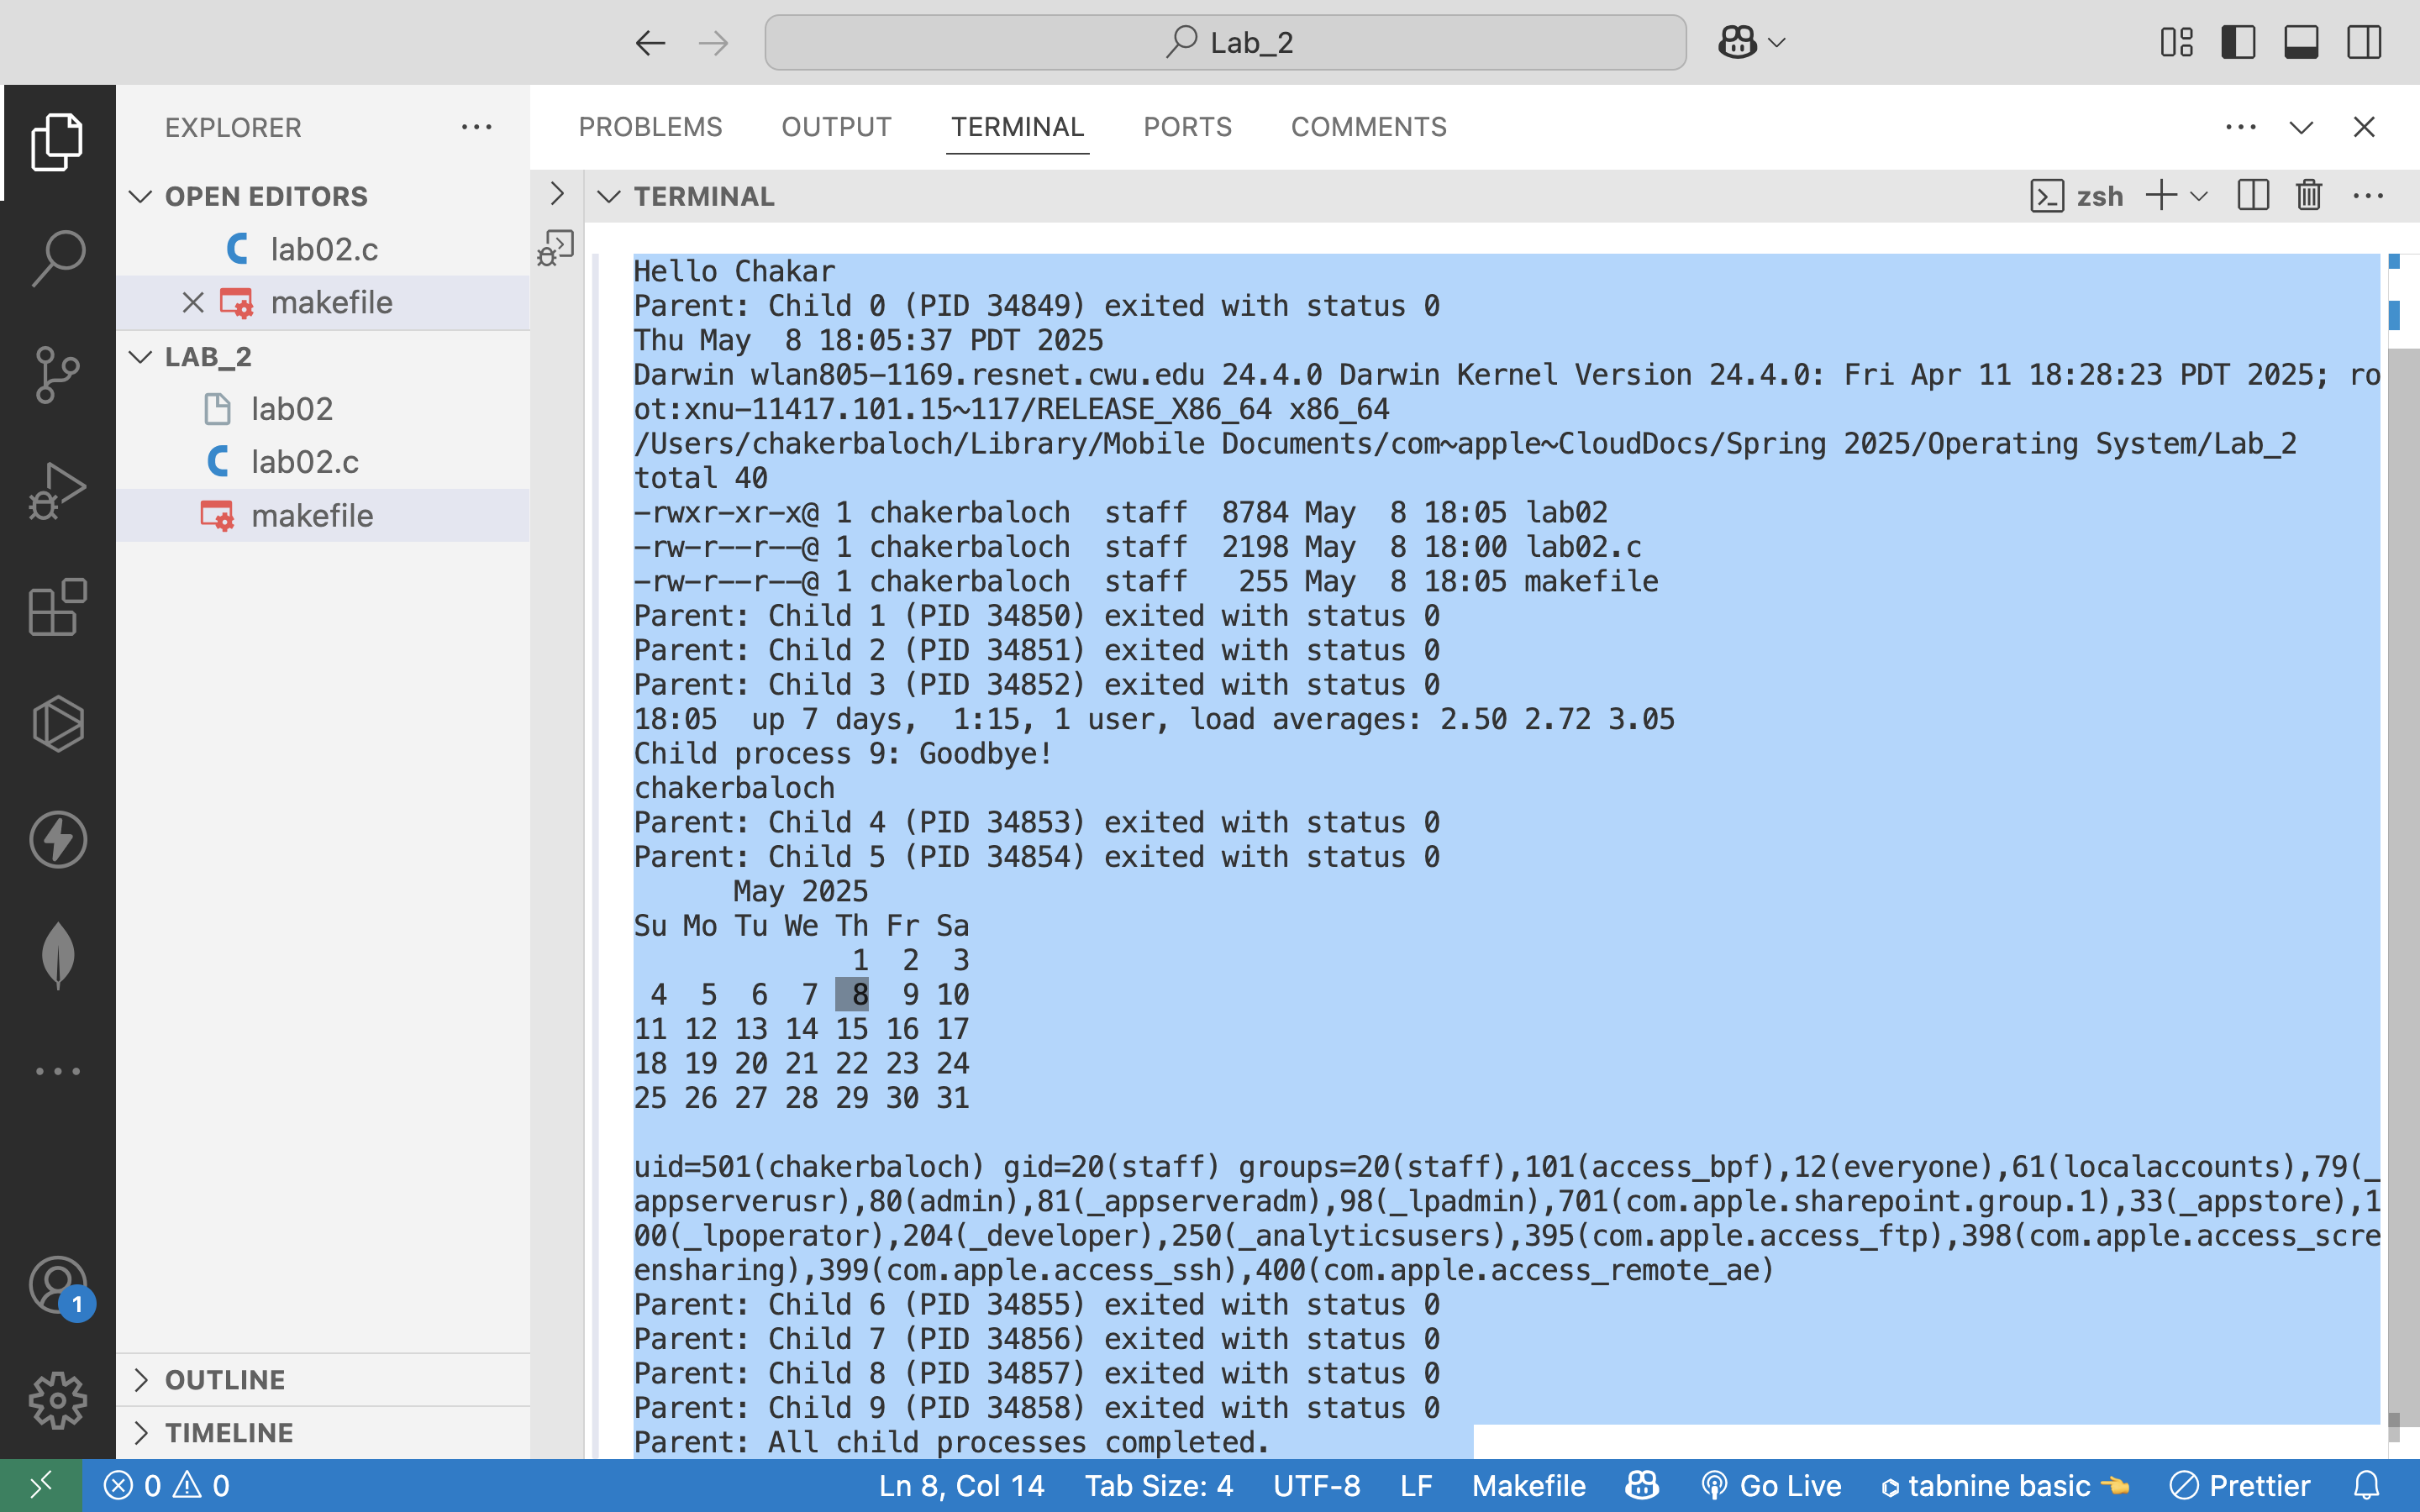 Lab_2
EXPLORER
OPEN EDITORS
lab02.c
makefile
LAB_2
lab02
lab02.c
makefile
OUTLINE
TIMELINE
PROBLEMS OUTPUT TERMINAL PORTS COMMENTS
TERMINAL
zsh
Hello Chakar
Parent: Child 0 (PID 34849) exited with status 0
Thu May  8 18:05:37 PDT 2025
Darwin wlan805-1169.resnet.cwu.edu 24.4.0 Darwin Kernel Version 24.4.0: Fri Apr 11 18:28:23 PDT 2025; ro
ot:xnu-11417.101.15~117/RELEASE_X86_64 x86_64
/Users/chakerbaloch/Library/Mobile Documents/com~apple~CloudDocs/Spring 2025/Operating System/Lab_2
total 40
-rwxr-xr-x@ 1 chakerbaloch  staff  8784 May  8 18:05 lab02
-rw-r--r--@ 1 chakerbaloch  staff  2198 May  8 18:00 lab02.c
-rw-r--r--@ 1 chakerbaloch  staff   255 May  8 18:05 makefile
Parent: Child 1 (PID 34850) exited with status 0
Parent: Child 2 (PID 34851) exited with status 0
Parent: Child 3 (PID 34852) exited with status 0
18:05  up 7 days,  1:15, 1 user, load averages: 2.50 2.72 3.05
Child process 9: Goodbye!
chakerbaloch
Parent: Child 4 (PID 34853) exited with status 0
Parent: Child 5 (PID 34854) exited with status 0
      May 2025
Su Mo Tu We Th Fr Sa
             1  2  3
 4  5  6  7  8  9 10
11 12 13 14 15 16 17
18 19 20 21 22 23 24
25 26 27 28 29 30 31
uid=501(chakerbaloch) gid=20(staff) groups=20(staff),101(access_bpf),12(everyone),61(localaccounts),79(_
appserverusr),80(admin),81(_appserveradm),98(_lpadmin),701(com.apple.sharepoint.group.1),33(_appstore),1
00(_lpoperator),204(_developer),250(_analyticsusers),395(com.apple.access_ftp),398(com.apple.access_scre
ensharing),399(com.apple.access_ssh),400(com.apple.access_remote_ae)
Parent: Child 6 (PID 34855) exited with status 0
Parent: Child 7 (PID 34856) exited with status 0
Parent: Child 8 (PID 34857) exited with status 0
Parent: Child 9 (PID 34858) exited with status 0
Parent: All child processes completed.
1
0 0 Ln 8, Col 14 Tab Size: 4 UTF-8 LF Makefile Go Live tabnine basic 👈 Prettier